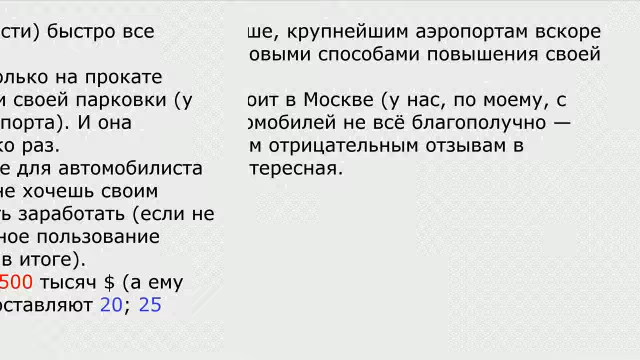 сти) быстро все
олько на прокате
и своей парковки (у
порта). И она
ко раз.
е для автомобилиста
не хочешь своим
ть заработать (если не
ное пользование
в итоге).
500 тысяч $ (а ему
оставляют 20; 25
ше, крупнейшим аэропортам вскоре
овыми способами повышения своей
оит в Москве (у нас, по моему, с
омобилей не всё благополучно —
м отрицательным отзывам в
тересная.